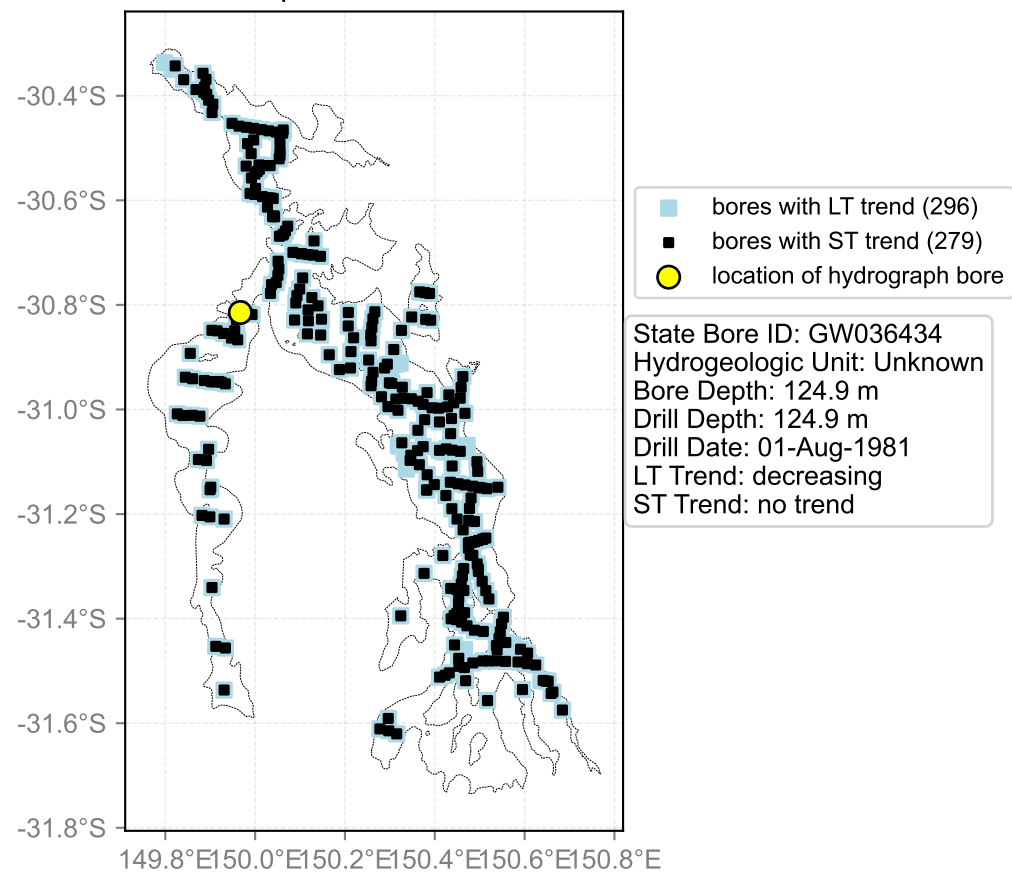 -30.4°S
-30.6°S
-30.8°S
-31.0°S
-31.2°S
-31.4°S
-31.6°S
-31.8°S
149.8°E150.0°E150.2°E150.4°E150.6°E150.8°E
bores with LT trend (296)
bores with ST trend (279)
location of hydrograph bore
State Bore ID: GW036434
Hydrogeologic Unit: Unknown
Bore Depth: 124.9 m
Drill Depth: 124.9 m
Drill Date: 01-Aug-1981
LT Trend: decreasing
ST Trend: no trend